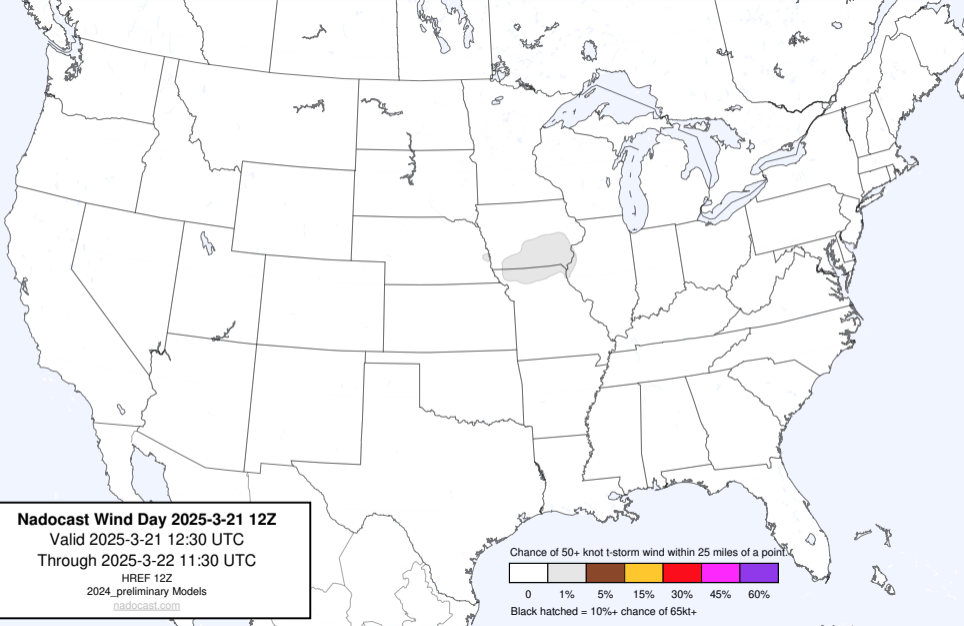 Nadocast Wind Day 2025-3-21 12Z
Valid 2025-3-21 12:30 UTC
Through 2025-3-22 11:30 UTC
HREF 12Z
2024_preliminary Models
nadocast.com
Chance of 50+ knot t-storm wind within 25 miles of a point.
0 1% 5% 15% 30% 45% 60%
Black hatched = 10%+ chance of 65kt+